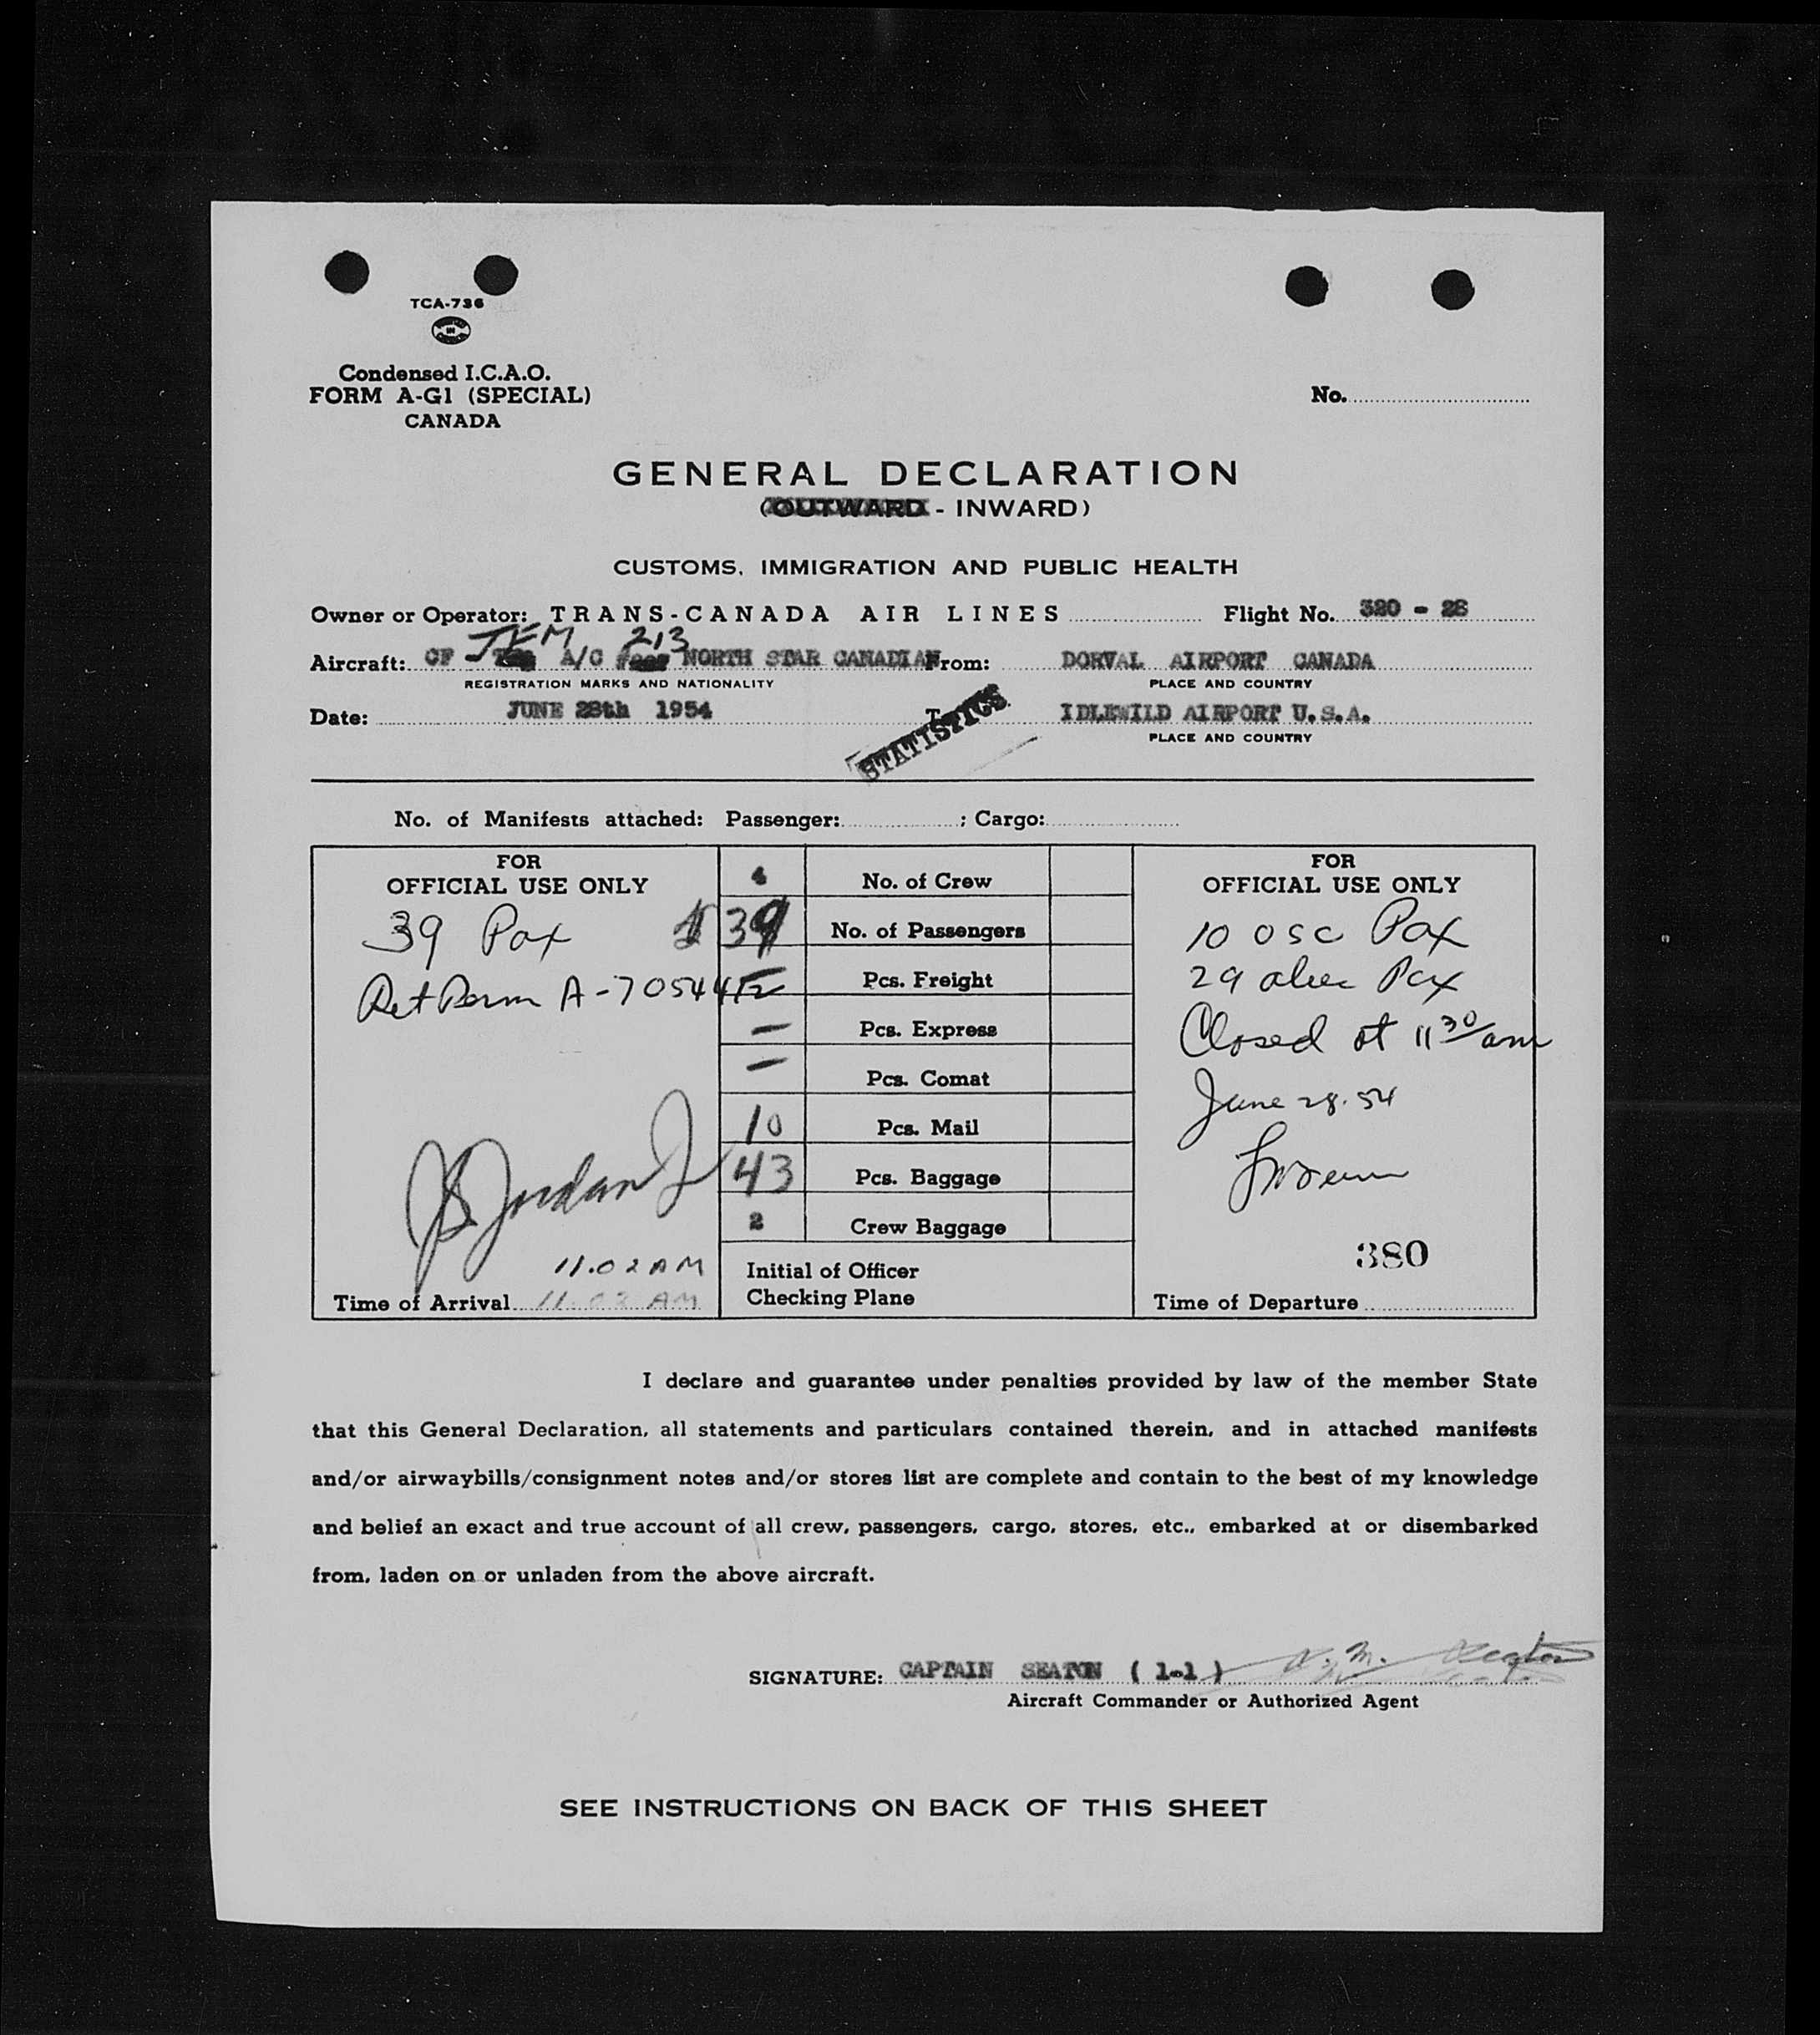 TCA-736
Condensed I.C.A.O.
FORM A-G1 (SPECIAL)
CANADA
No.
GENERAL DECLARATION
(OUTWARD - INWARD)
CUSTOMS, IMMIGRATION AND PUBLIC HEALTH
Owner or Operator: TRANS-CANADA AIR LINES Flight No. 320 - 28
Aircraft: CF - TFM A/C # 213 NORTH STAR CANADIAN From: DORVAL AIRPORT CANADA
REGISTRATION MARKS AND NATIONALITY PLACE AND COUNTRY
Date: JUNE 28th 1954 IDLEWILD AIRPORT U.S.A.
STATISTICS
PLACE AND COUNTRY
No. of Manifests attached: Passenger: ; Cargo:
FOR
OFFICIAL USE ONLY
39 Pax
Ret Perm A-70544
J Jordan
11.02 AM
Time of Arrival 11.02 AM
4 No. of Crew
39 No. of Passengers
Pcs. Freight
— Pcs. Express
— Pcs. Comat
10 Pcs. Mail
43 Pcs. Baggage
2 Crew Baggage
Initial of Officer
Checking Plane
FOR
OFFICIAL USE ONLY
10 OSC Pax
29 alien Pax
Closed at 11 30/am
June 28. 54
380
Time of Departure
I declare and guarantee under penalties provided by law of the member State
that this General Declaration, all statements and particulars contained therein, and in attached manifests
and/or airwaybills/consignment notes and/or stores list are complete and contain to the best of my knowledge
and belief an exact and true account of all crew, passengers, cargo, stores, etc., embarked at or disembarked
from, laden on or unladen from the above aircraft.
SIGNATURE: CAPTAIN SEATON ( 1-1 ) Seaton
Aircraft Commander or Authorized Agent
SEE INSTRUCTIONS ON BACK OF THIS SHEET